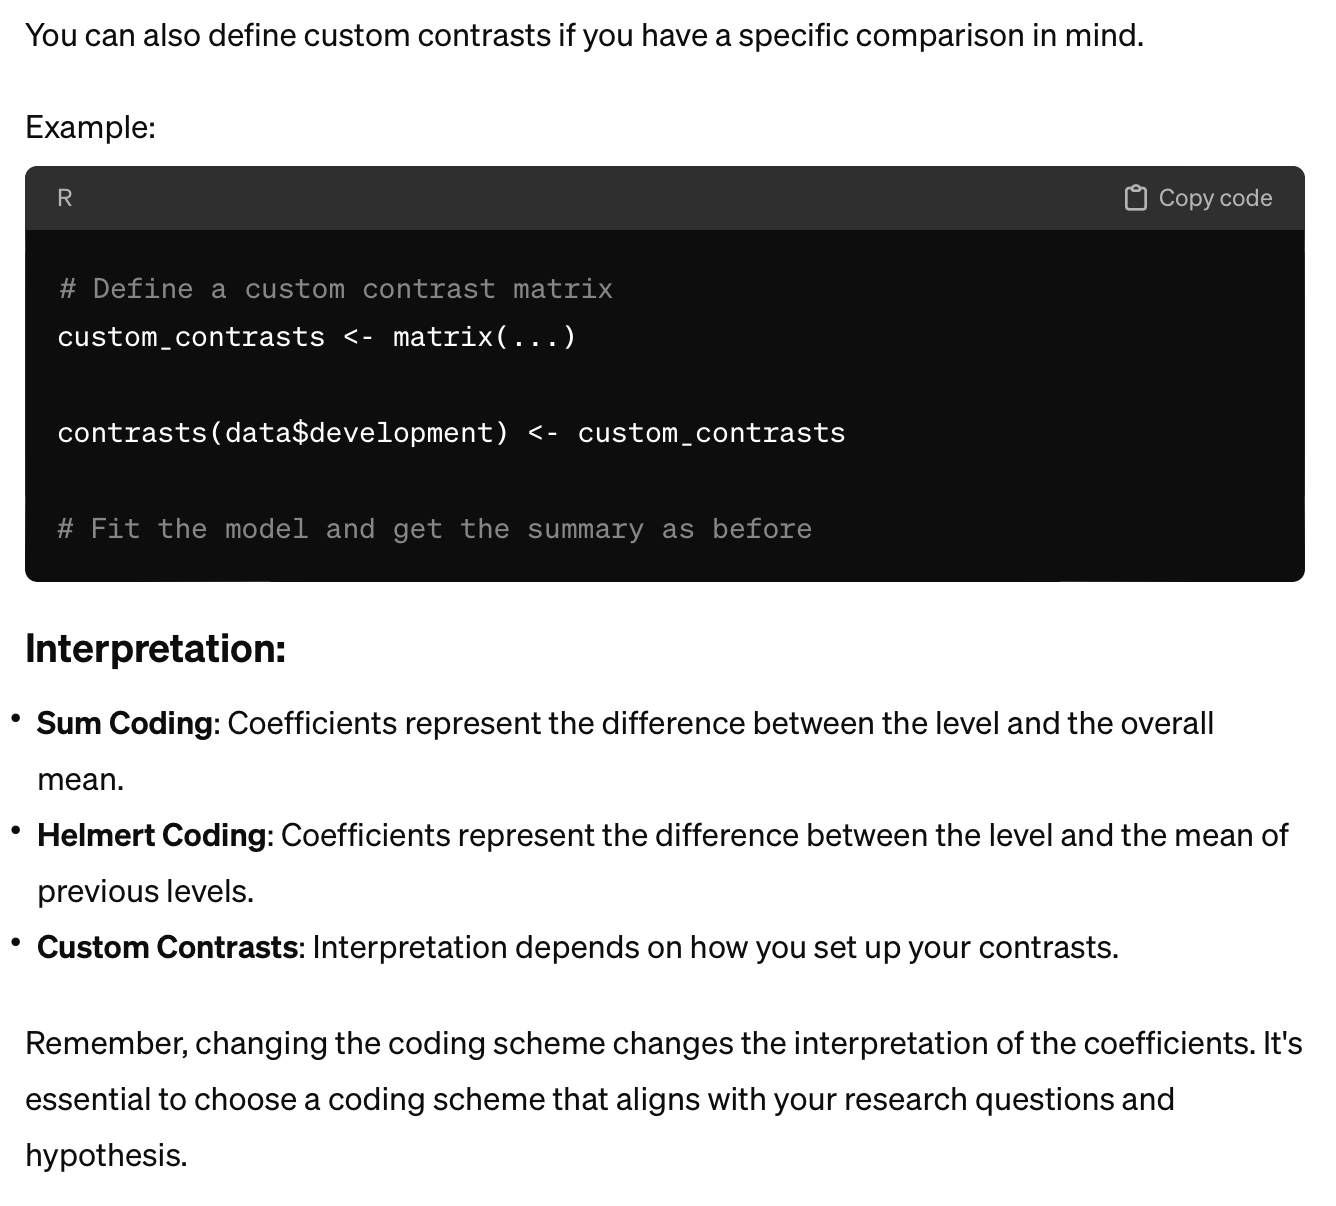 You can also define custom contrasts if you have a specific comparison in mind.
Example:
R
Copy code
# Define a custom contrast matrix
custom_contrasts <- matrix(...)
contrasts(data$development) <- custom_contrasts
# Fit the model and get the summary as before
Interpretation:
• Sum Coding: Coefficients represent the difference between the level and the overall
mean.
• Helmert Coding: Coefficients represent the difference between the level and the mean of
previous levels.
• Custom Contrasts: Interpretation depends on how you set up your contrasts.
Remember, changing the coding scheme changes the interpretation of the coefficients. It's
essential to choose a coding scheme that aligns with your research questions and
hypothesis.